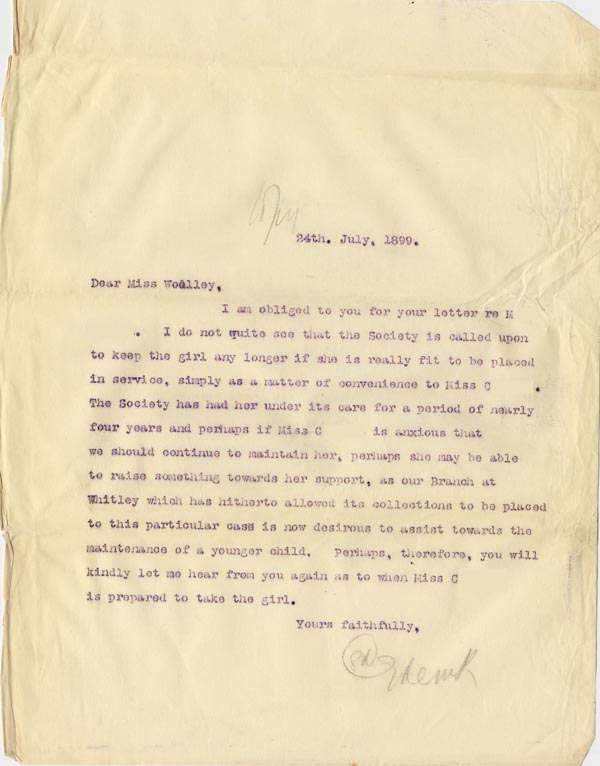 Copy
24th. July, 1899.
Dear Miss Woolley,
I am obliged to you for your letter re M
. I do not quite see that the Society is called upon
to keep the girl any longer if she is really fit to be placed
in service, simply as a matter of convenience to Miss C .
The Society has had her under its care for a period of nearly
four years and perhaps if Miss C is anxious that
we should continue to maintain her, perhaps she may be able
to raise something towards her support, as our Branch at
Whitley which has hitherto allowed its collections to be placed
to this particular case is now desirous to assist towards the
maintenance of a younger child. Perhaps, therefore, you will
kindly let me hear from you again as to when Miss C
is prepared to take the girl.
Yours faithfully,